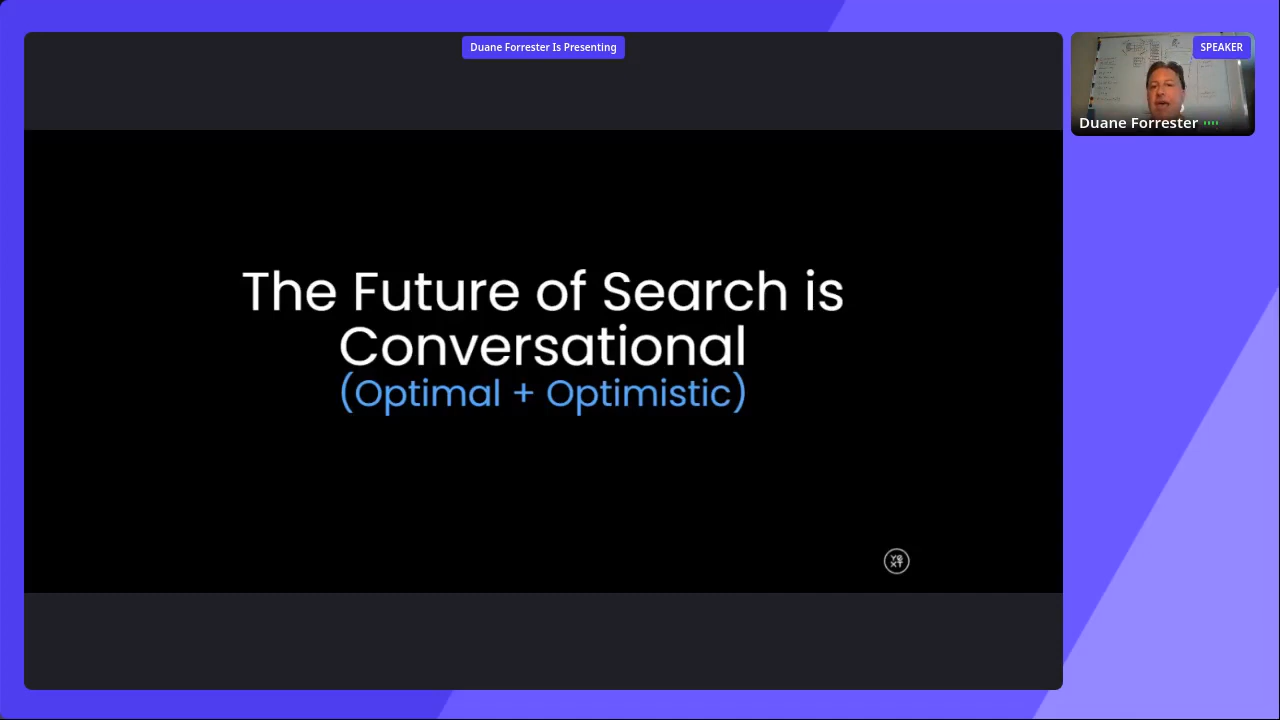 Duane Forrester Is Presenting
SPEAKER
Duane Forrester
The Future of Search is
Conversational
(Optimal + Optimistic)